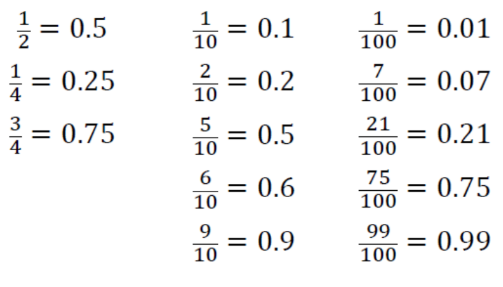 1/2 = 0.5 1/10 = 0.1 1/100 = 0.01
1/4 = 0.25 2/10 = 0.2 7/100 = 0.07
3/4 = 0.75 5/10 = 0.5 21/100 = 0.21
6/10 = 0.6 75/100 = 0.75
9/10 = 0.9 99/100 = 0.99